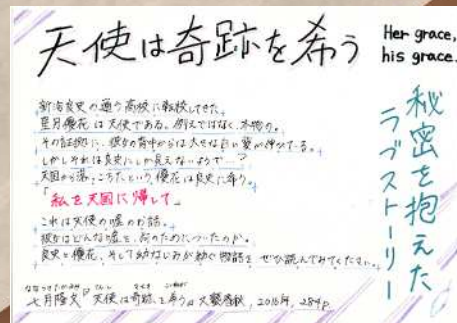 天使は奇跡を希う
Her grace,
his grace.
秘密を抱えた
ラブストーリー
新海良史の通う高校に転校してきた
星月優花は天使である。例えではなく、本物の。
その証拠に、彼女の背中からは大きな白い翼が伸びている。
しかしそれは良史にしか見えないようで…?
天国から落っこちたという優花は良史に希う。
「私を天国に帰して」
これは天使の嘘のお話。
彼女はどんな嘘を、何のためについたのか。
良史と優花、そして幼なじみが紡ぐ物語を ぜひ読んでみてください。
七月隆文『天使は奇跡を希う』文藝春秋, 2016年, 284p